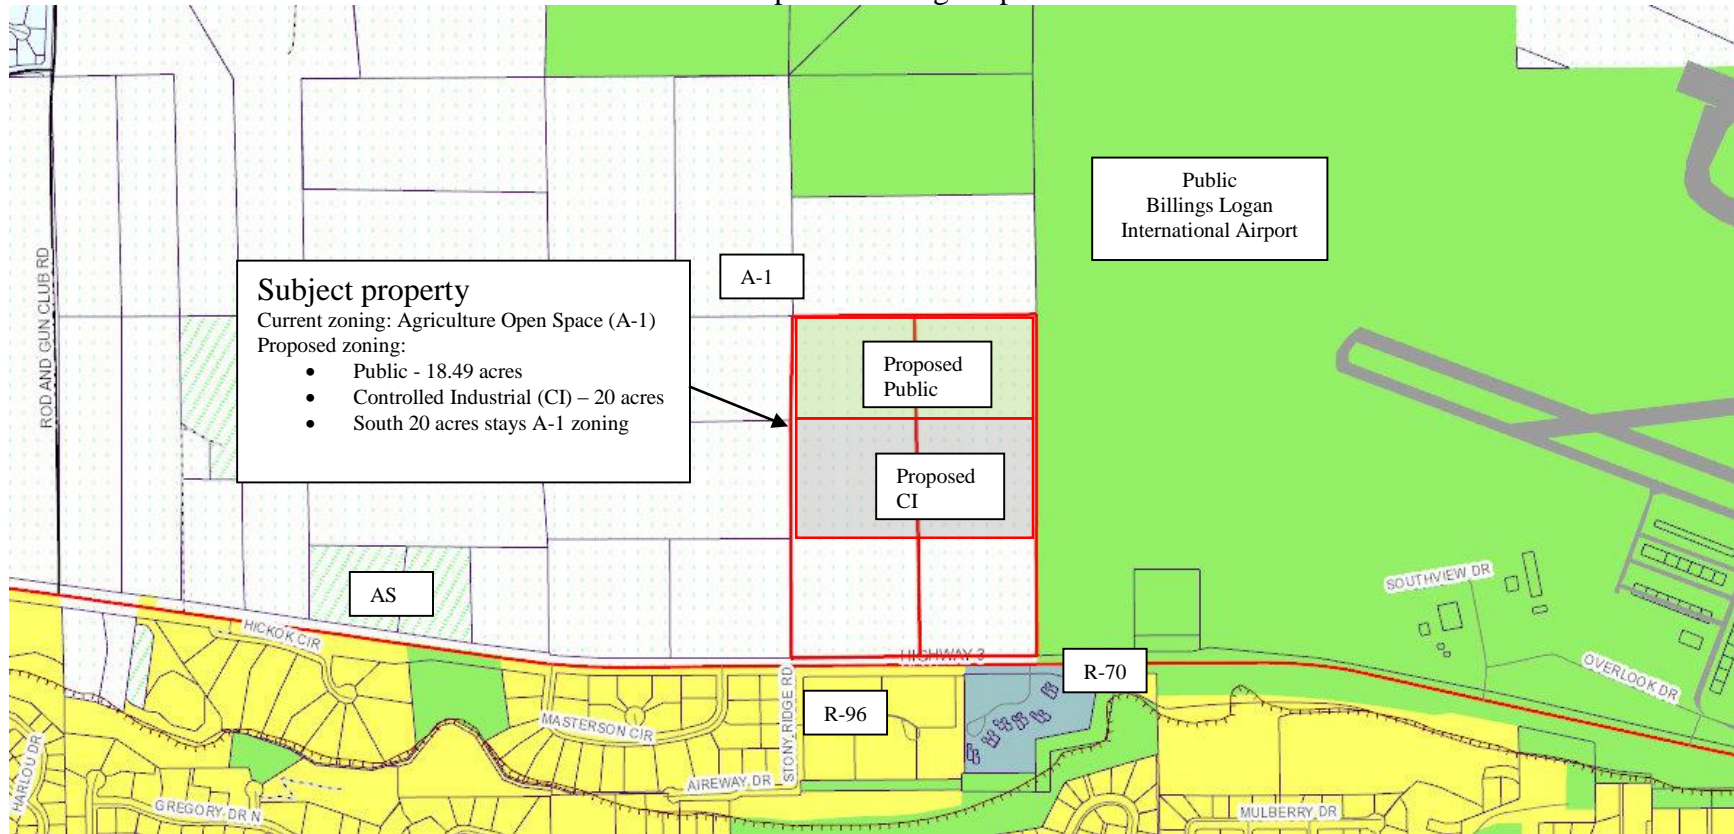 Public
Billings Logan
International Airport
A-1
Subject property
Current zoning: Agriculture Open Space (A-1)
Proposed zoning:
• Public - 18.49 acres
• Controlled Industrial (CI) – 20 acres
• South 20 acres stays A-1 zoning
ROD AND GUN CLUB RD
Proposed
Public
Proposed
CI
AS
SOUTHVIEW DR
OVERLOOK DR
HICKOK CIR
HIGHWAY 3
R-70
R-96
MASTERSON CIR
STONY RIDGE RD
AIREWAY DR
HARLOU DR
GREGORY DR N
MULBERRY DR